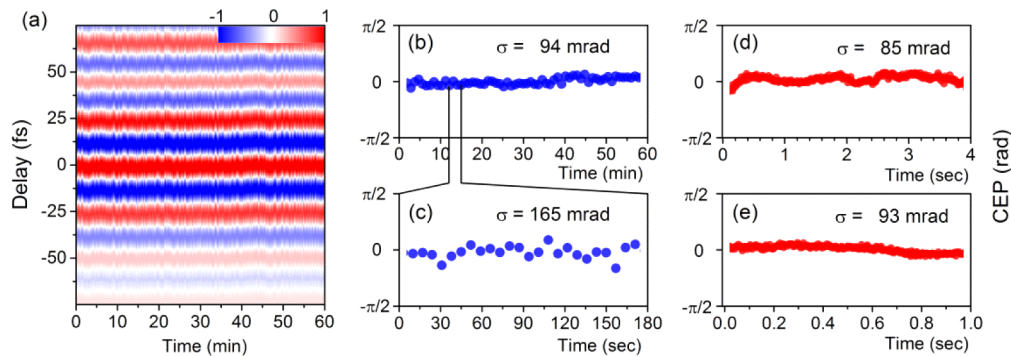 (a)
-1 0 1
Delay (fs)
50
25
0
-25
-50
0 10 20 30 40 50 60
Time (min)
(b) σ = 94 mrad
π/2
0
-π/2
0 10 20 30 40 50 60
Time (min)
(c) σ = 165 mrad
π/2
0
-π/2
0 30 60 90 120 150 180
Time (sec)
(d) σ = 85 mrad
π/2
0
-π/2
0 1 2 3 4
Time (sec)
(e) σ = 93 mrad
π/2
0
-π/2
0.0 0.2 0.4 0.6 0.8 1.0
Time (sec)
CEP (rad)